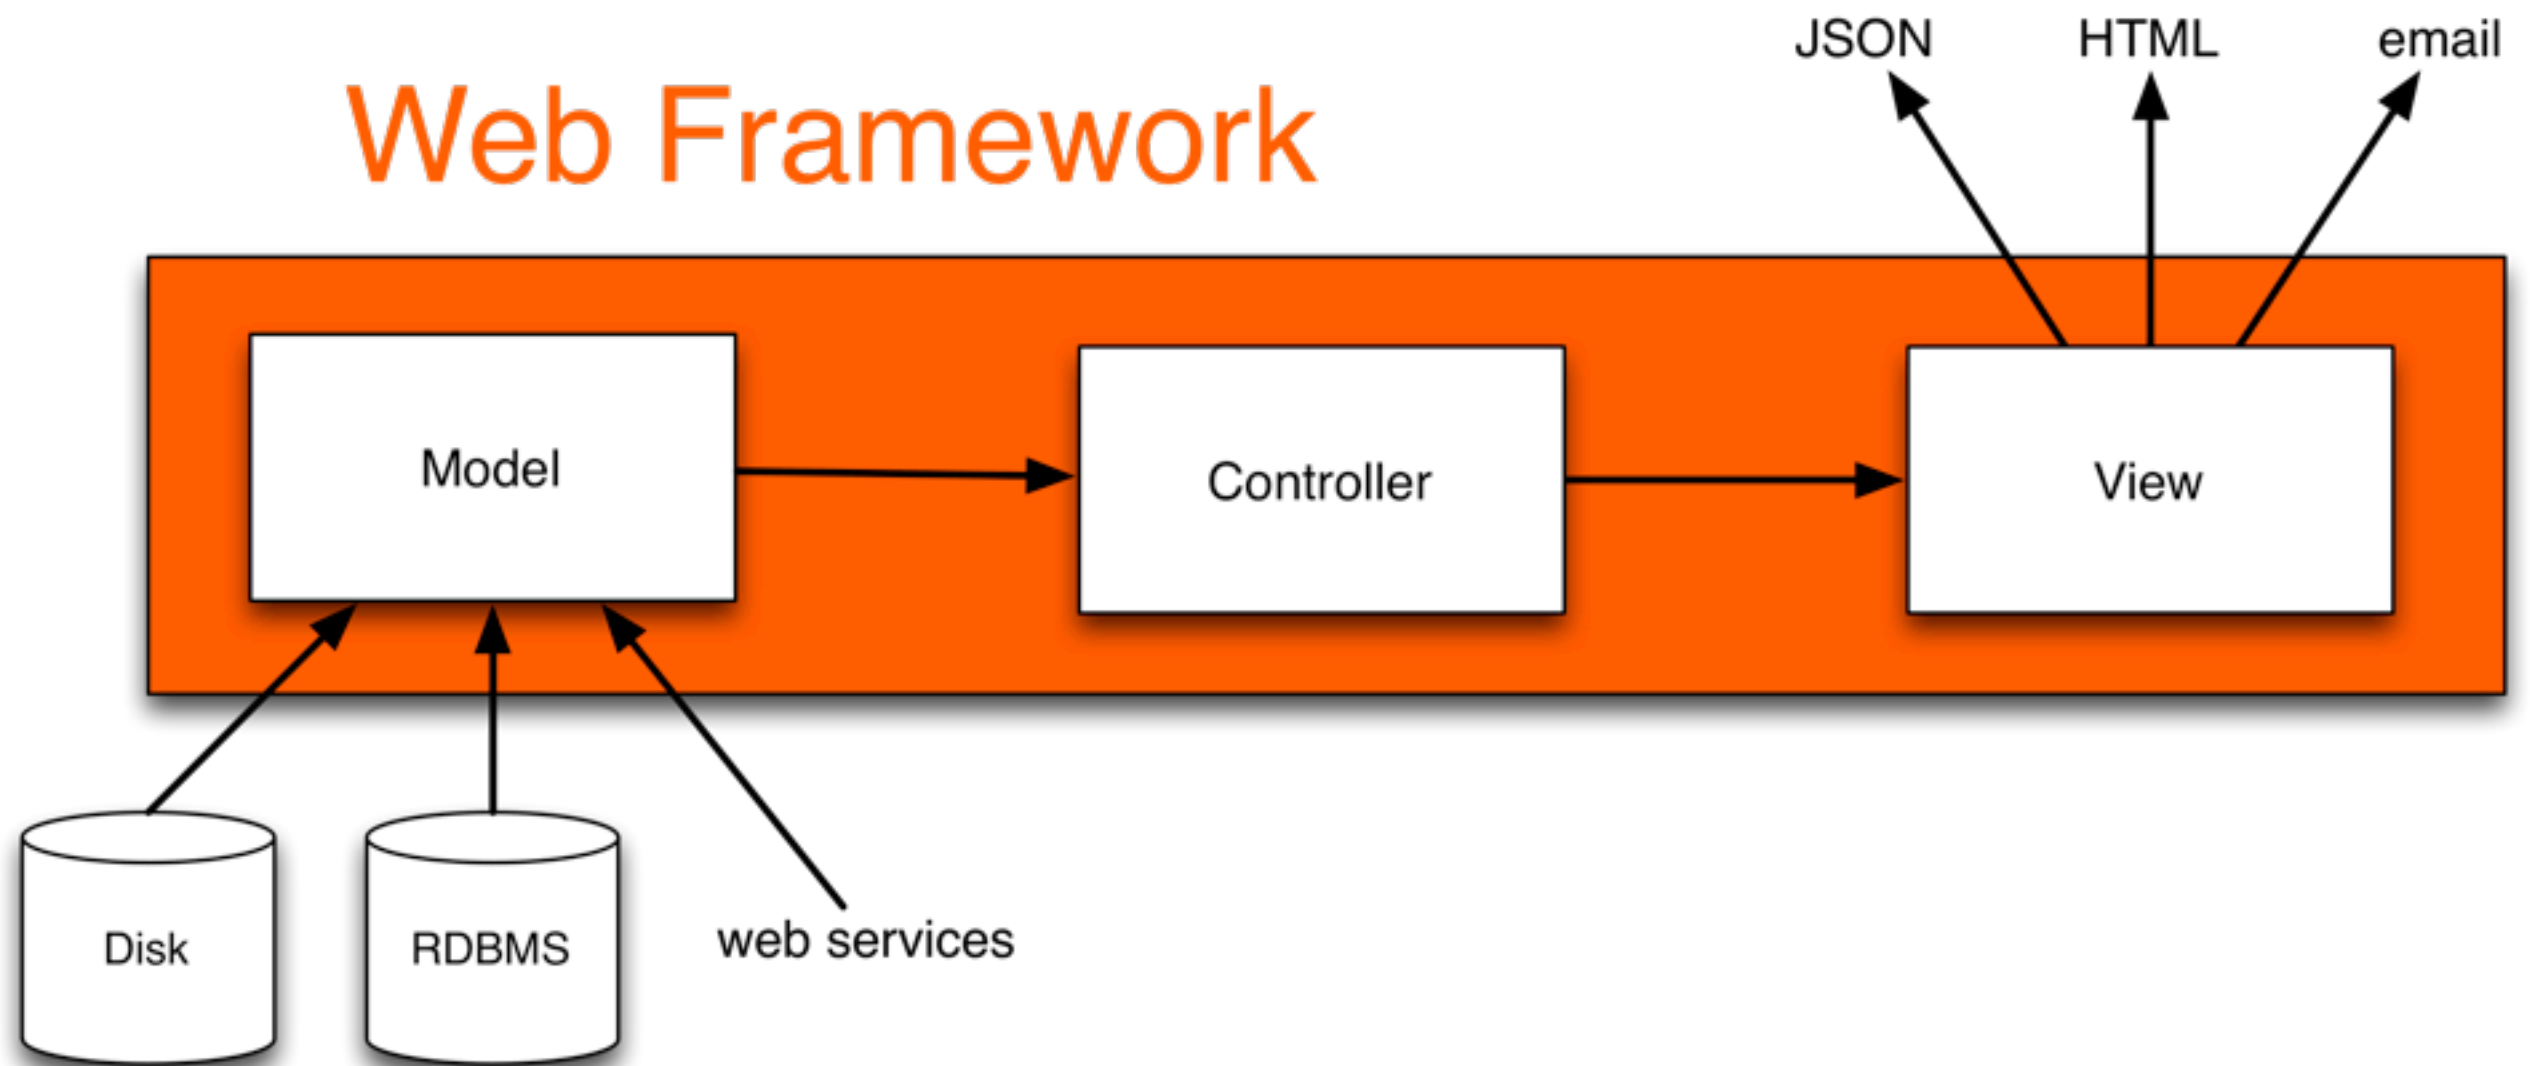 JSON
HTML
email
Web Framework
Model
Controller
View
Disk
RDBMS
web services